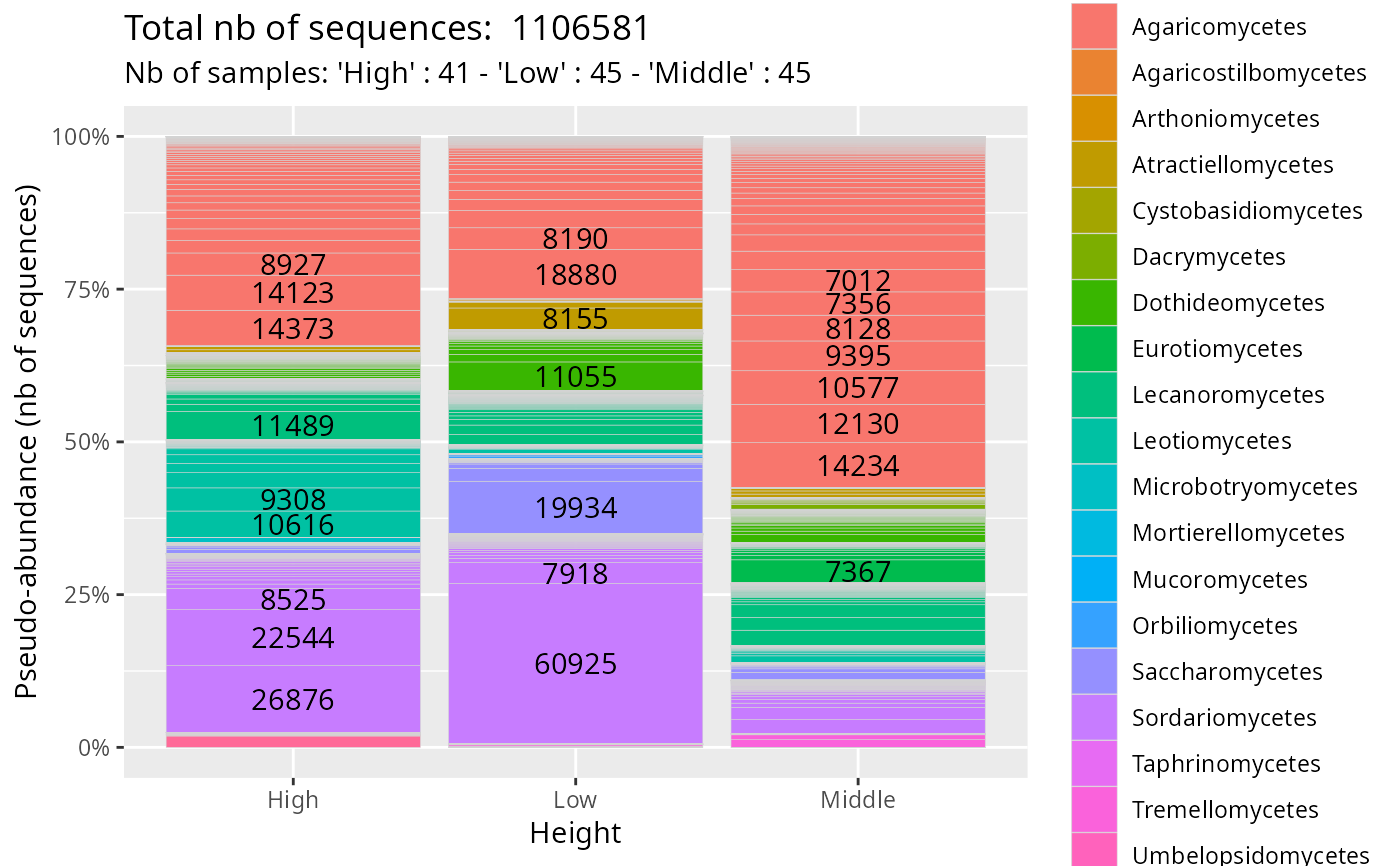 Total nb of sequences:  1106581
Nb of samples: 'High' : 41 - 'Low' : 45 - 'Middle' : 45
Pseudo-abundance (nb of sequences)
100%
75%
50%
25%
0%
8927
14123
14373
11489
9308
10616
8525
22544
26876
8190
18880
8155
11055
19934
7918
60925
7012
7356
8128
9395
10577
12130
14234
7367
High
Low
Middle
Height
Agaricomycetes
Agaricostilbomycetes
Arthoniomycetes
Atractiellomycetes
Cystobasidiomycetes
Dacrymycetes
Dothideomycetes
Eurotiomycetes
Lecanoromycetes
Leotiomycetes
Microbotryomycetes
Mortierellomycetes
Mucoromycetes
Orbiliomycetes
Saccharomycetes
Sordariomycetes
Taphrinomycetes
Tremellomycetes
Umbelopsidomycetes